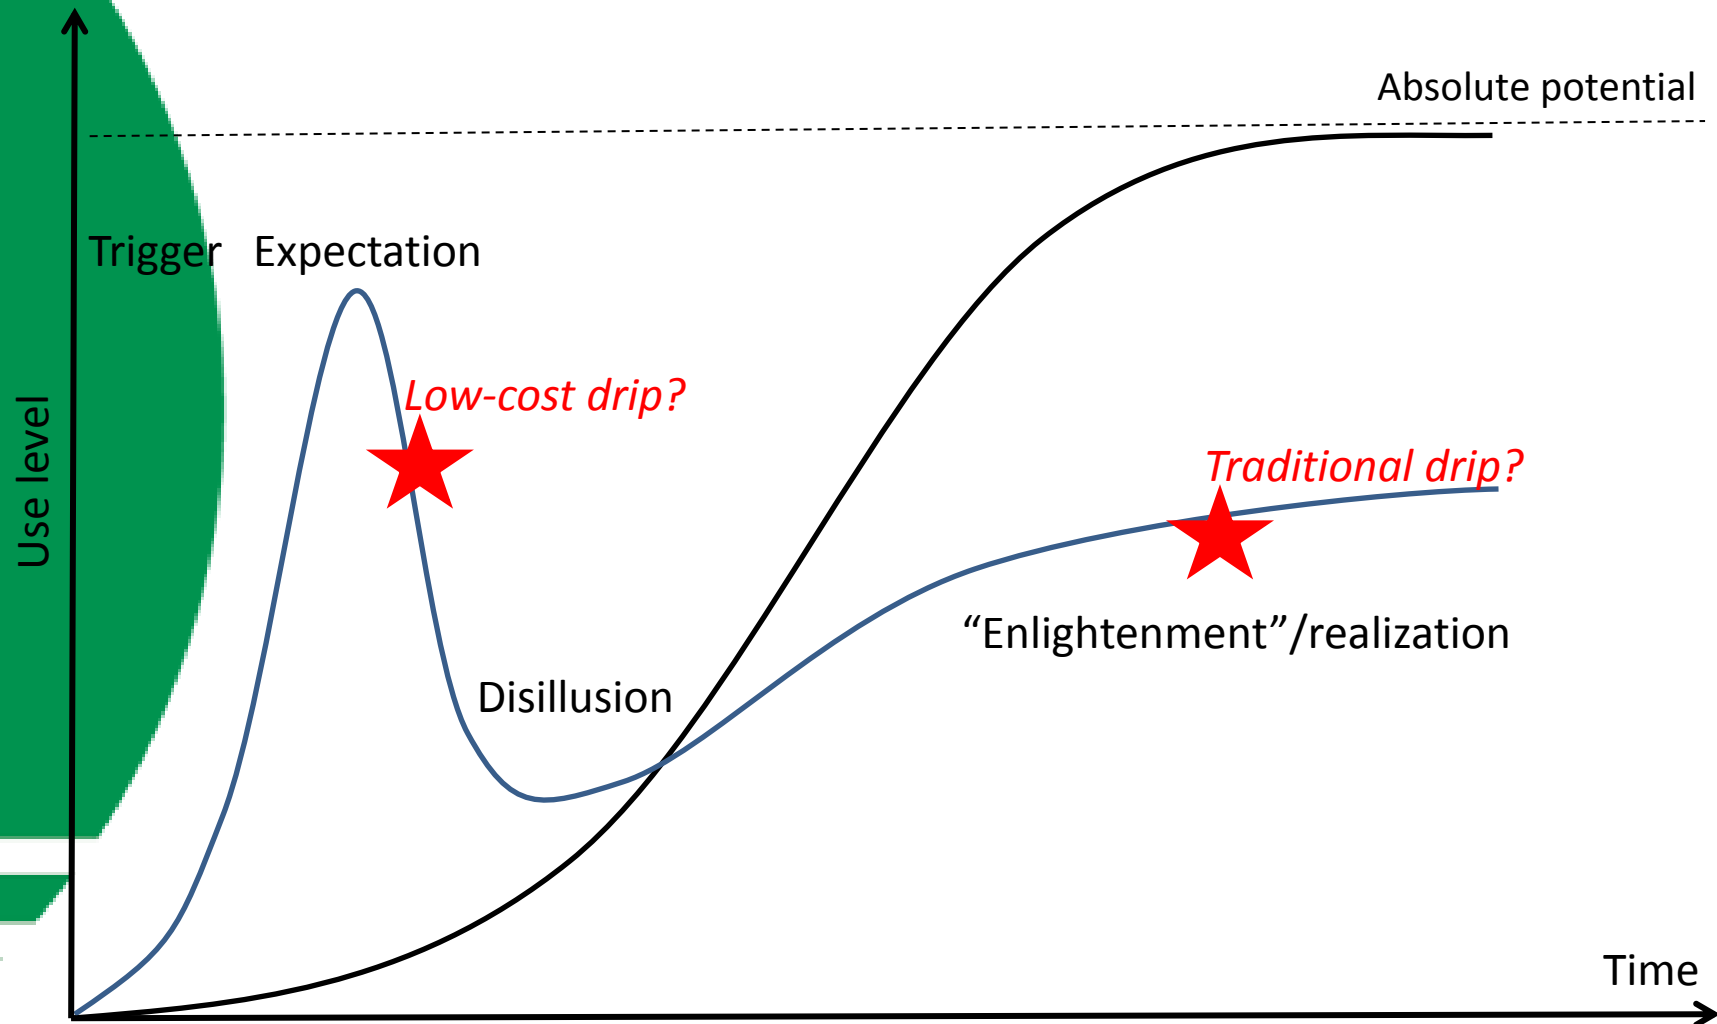 Absolute potential
Trigger Expectation
Low-cost drip?
Use level
Traditional drip?
“Enlightenment”/realization
Disillusion
Time